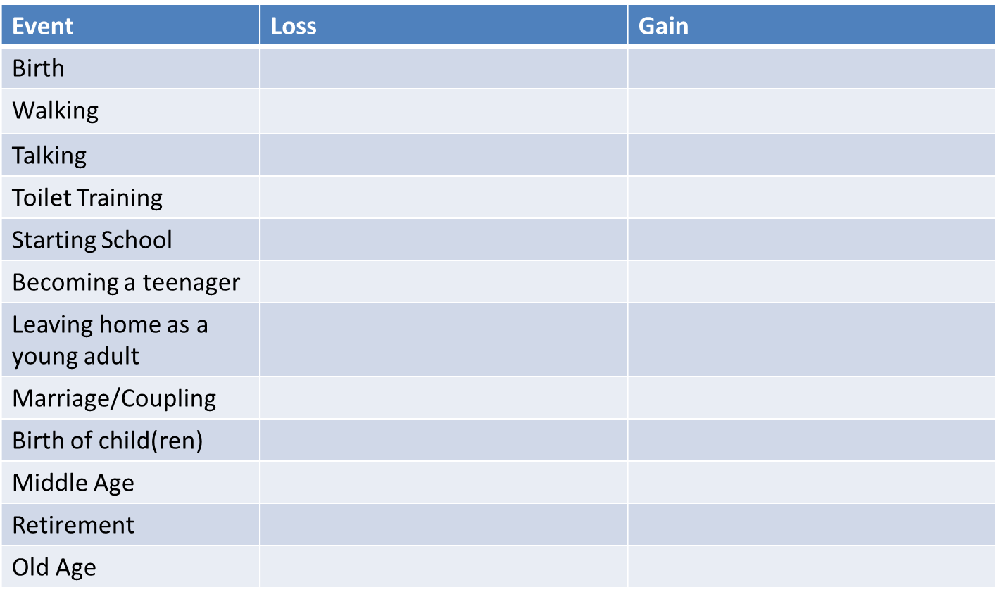 Event Loss Gain
Birth
Walking
Talking
Toilet Training
Starting School
Becoming a teenager
Leaving home as a
young adult
Marriage/Coupling
Birth of child(ren)
Middle Age
Retirement
Old Age